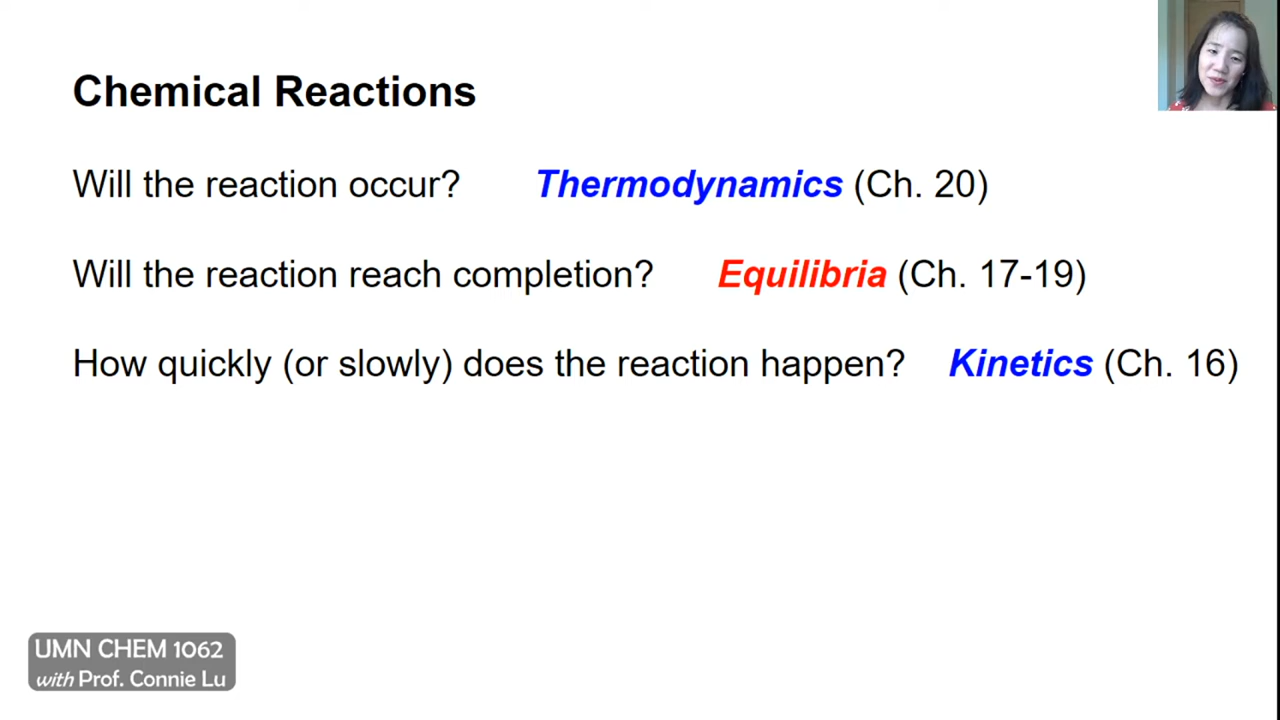 Chemical Reactions
Will the reaction occur? Thermodynamics (Ch. 20)
Will the reaction reach completion? Equilibria (Ch. 17-19)
How quickly (or slowly) does the reaction happen? Kinetics (Ch. 16)
UMN CHEM 1062
with Prof. Connie Lu